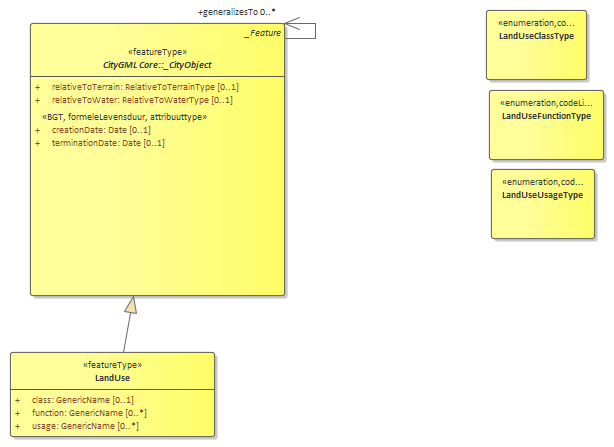 +generalizesTo 0..*
_Feature
«featureType»
CityGML Core::_CityObject
+ relativeToTerrain: RelativeToTerrainType [0..1]
+ relativeToWater: RelativeToWaterType [0..1]
«BGT, formeleLevensduur, attribuuttype»
+ creationDate: Date [0..1]
+ terminationDate: Date [0..1]
«enumeration,co...
LandUseClassType
«enumeration,codeLi...
LandUseFunctionType
«enumeration,cod...
LandUseUsageType
«featureType»
LandUse
+ class: GenericName [0..1]
+ function: GenericName [0..*]
+ usage: GenericName [0..*]